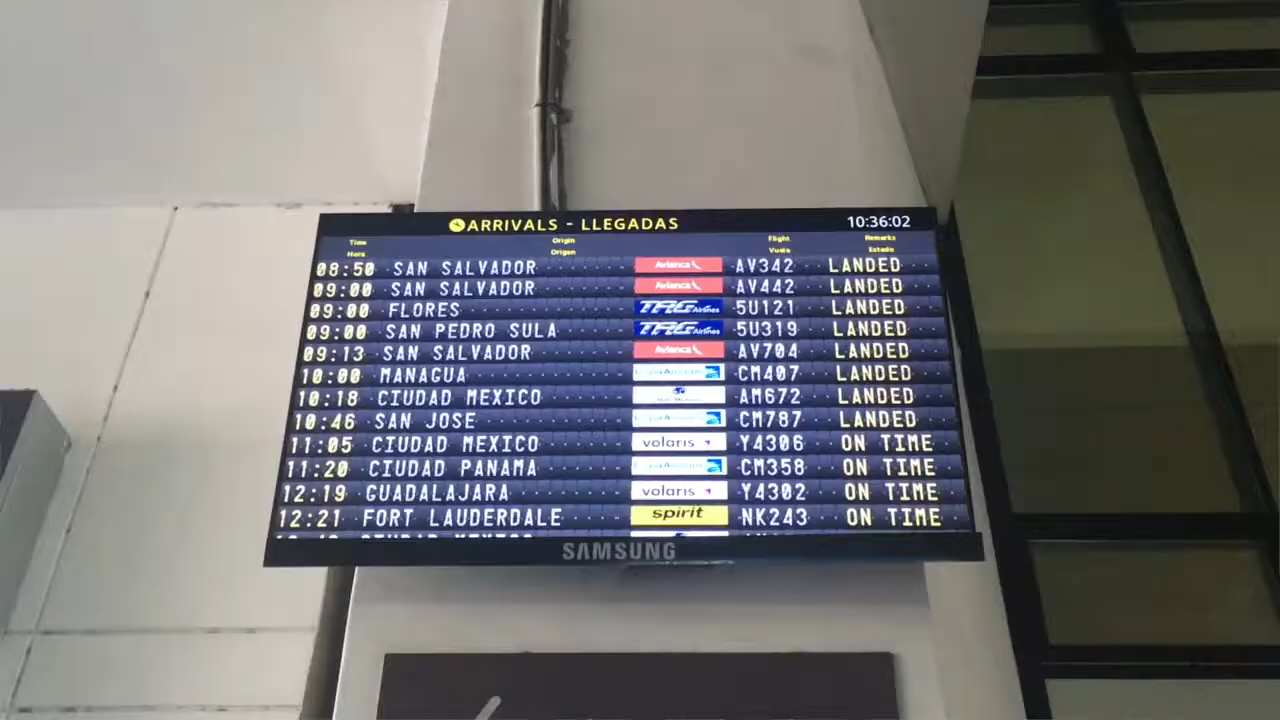 ARRIVALS - LLEGADAS 10:36:02
Time Origin Flight Remarks
Hora Origen Vuelo Estado
08:50 SAN SALVADOR Avianca AV342 LANDED
09:00 SAN SALVADOR Avianca AV442 LANDED
09:00 FLORES TAG Airlines 5U121 LANDED
09:00 SAN PEDRO SULA TAG Airlines 5U319 LANDED
09:13 SAN SALVADOR Avianca AV704 LANDED
10:00 MANAGUA CopaAirlines CM407 LANDED
10:18 CIUDAD MEXICO AM672 LANDED
10:46 SAN JOSE CopaAirlines CM787 LANDED
11:05 CIUDAD MEXICO volaris Y4306 ON TIME
11:20 CIUDAD PANAMA CopaAirlines CM358 ON TIME
12:19 GUADALAJARA volaris Y4302 ON TIME
12:21 FORT LAUDERDALE spirit NK243 ON TIME
CIUDAD MEXICO
SAMSUNG